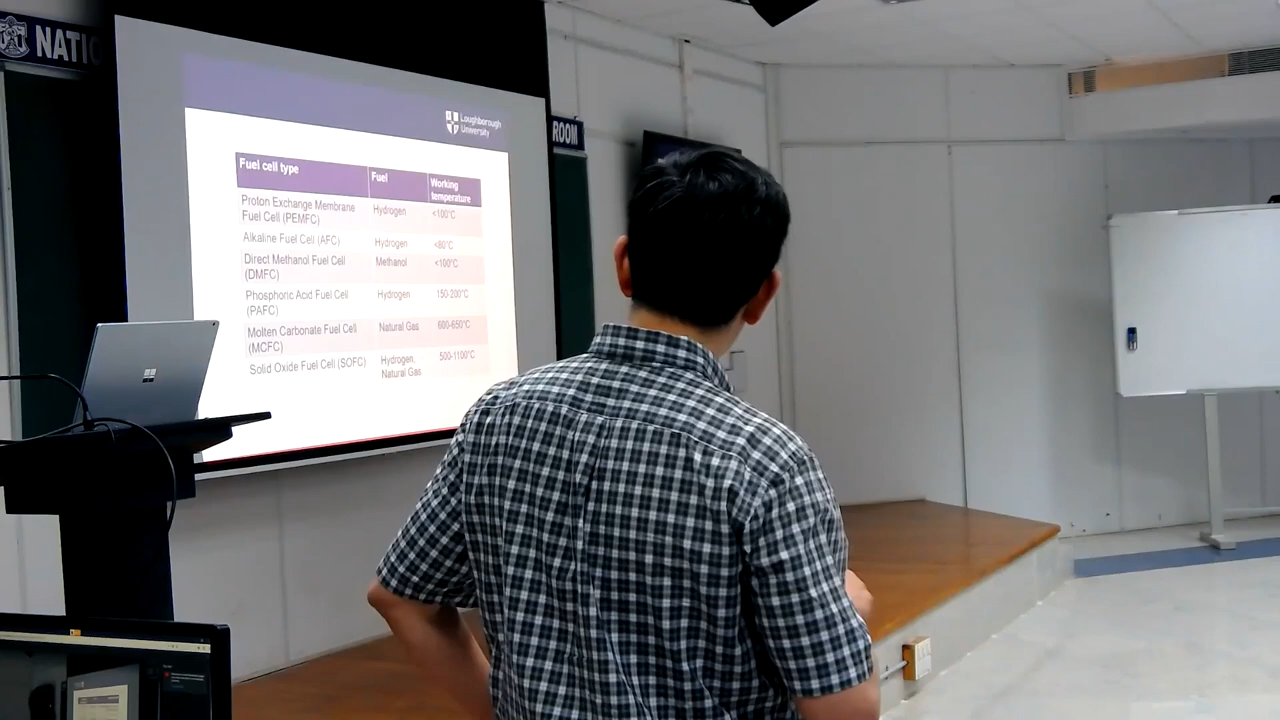 NATIO
Loughborough
University
ROOM
Fuel cell type Fuel Working
temperature
Proton Exchange Membrane
Fuel Cell (PEMFC) Hydrogen <100°C
Alkaline Fuel Cell (AFC) Hydrogen <80°C
Direct Methanol Fuel Cell
(DMFC) Methanol <100°C
Phosphoric Acid Fuel Cell
(PAFC) Hydrogen 150-200°C
Molten Carbonate Fuel Cell
(MCFC) Natural Gas 600-650°C
Solid Oxide Fuel Cell (SOFC) Hydrogen, 500-1100°C
Natural Gas